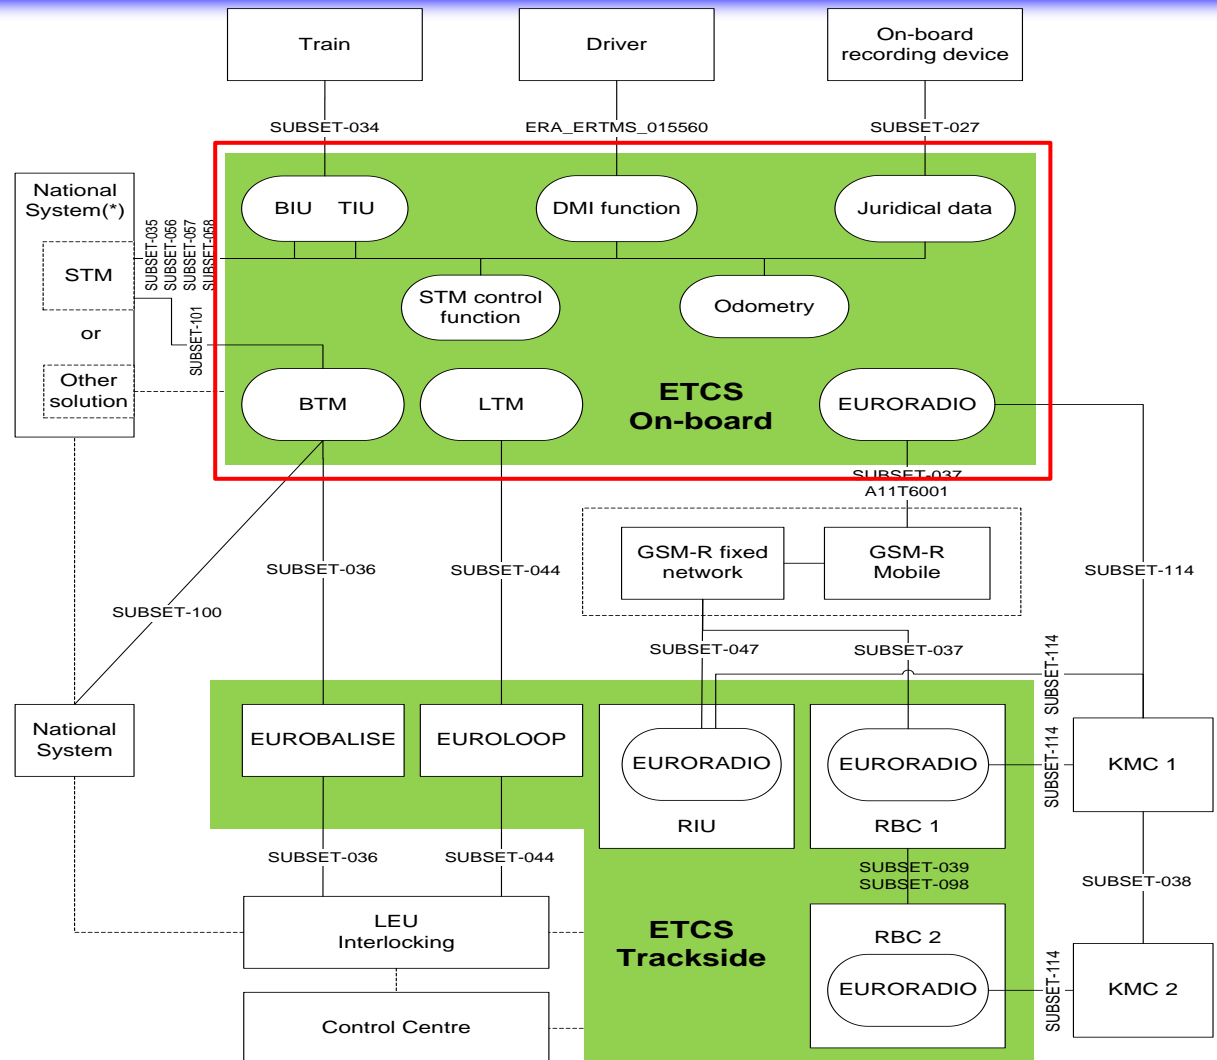 Train
Driver
On-board
recording device
SUBSET-034
ERA_ERTMS_015560
SUBSET-027
National
System(*)
STM
or
Other
solution
SUBSET-035
SUBSET-056
SUBSET-057
SUBSET-058
SUBSET-101
BIU TIU
DMI function
Juridical data
STM control
function
Odometry
BTM
LTM
ETCS
On-board
EURORADIO
SUBSET-037
A11T6001
GSM-R fixed
network
GSM-R
Mobile
SUBSET-036
SUBSET-044
SUBSET-114
SUBSET-100
SUBSET-047
SUBSET-037
SUBSET-114
National
System
EUROBALISE
EUROLOOP
EURORADIO
RIU
EURORADIO
RBC 1
SUBSET-114
KMC 1
SUBSET-036
SUBSET-044
SUBSET-039
SUBSET-098
SUBSET-038
LEU
Interlocking
ETCS
Trackside
RBC 2
EURORADIO
SUBSET-114
KMC 2
Control Centre